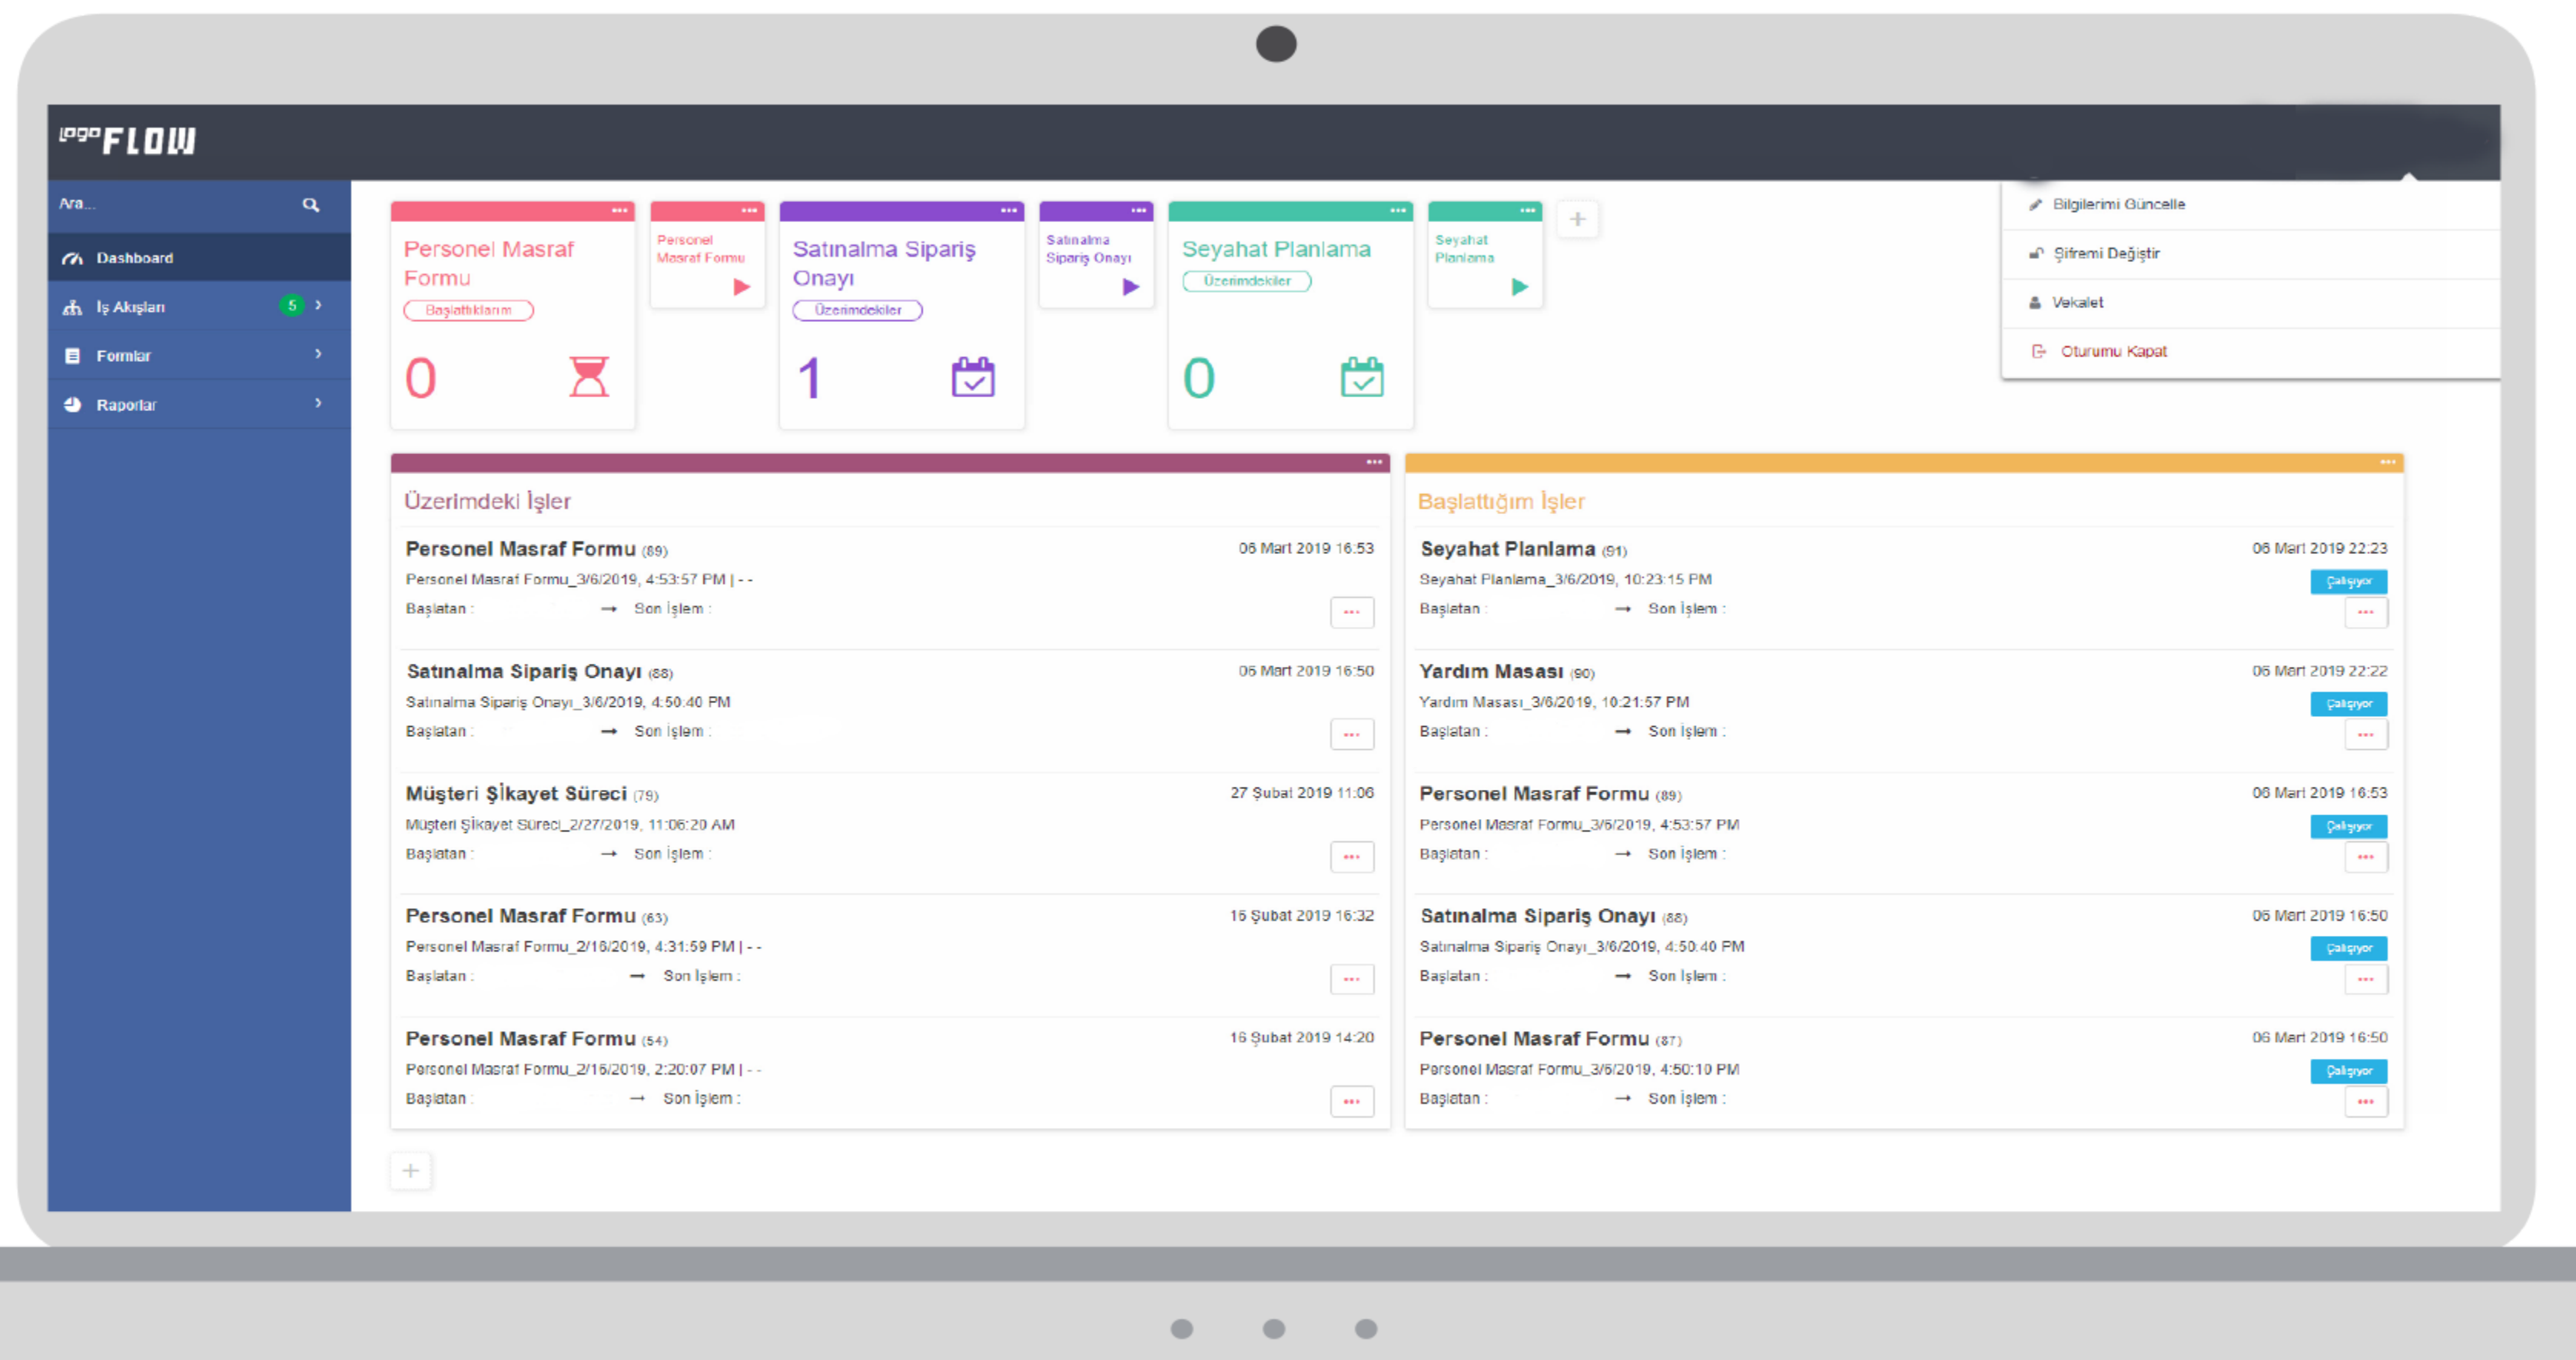 Logo FLOW
Ara...
Dashboard
İş Akışları 5
Formlar
Raporlar
Personel Masraf
Formu
Başlattıklarım
0
Personel
Masraf Formu
Satınalma Sipariş
Onayı
Üzerimdekiler
1
Satınalma
Sipariş Onayı
Seyahat Planlama
Üzerimdekiler
0
Seyahat
Planlama
Bilgilerimi Güncelle
Şifremi Değiştir
Vekalet
Oturumu Kapat
Üzerimdeki İşler
Personel Masraf Formu (89) 06 Mart 2019 16:53
Personel Masraf Formu_3/6/2019, 4:53:57 PM | - -
Başlatan : → Son İşlem :
Satınalma Sipariş Onayı (88) 06 Mart 2019 16:50
Satınalma Sipariş Onayı_3/6/2019, 4:50:40 PM
Başlatan : → Son İşlem :
Müşteri Şİkayet Süreci (79) 27 Şubat 2019 11:06
Müşteri Şİkayet Süreci_2/27/2019, 11:06:20 AM
Başlatan : → Son İşlem :
Personel Masraf Formu (63) 16 Şubat 2019 16:32
Personel Masraf Formu_2/16/2019, 4:31:59 PM | - -
Başlatan : → Son İşlem :
Personel Masraf Formu (54) 16 Şubat 2019 14:20
Personel Masraf Formu_2/16/2019, 2:20:07 PM | - -
Başlatan : → Son İşlem :
Başlattığım İşler
Seyahat Planlama (91) 06 Mart 2019 22:23
Seyahat Planlama_3/6/2019, 10:23:15 PM
Çalışıyor
Başlatan : → Son İşlem :
Yardım Masası (90) 06 Mart 2019 22:22
Yardım Masası_3/6/2019, 10:21:57 PM
Çalışıyor
Başlatan : → Son İşlem :
Personel Masraf Formu (89) 06 Mart 2019 16:53
Personel Masraf Formu_3/6/2019, 4:53:57 PM
Çalışıyor
Başlatan : → Son İşlem :
Satınalma Sipariş Onayı (88) 06 Mart 2019 16:50
Satınalma Sipariş Onayı_3/6/2019, 4:50:40 PM
Çalışıyor
Başlatan : → Son İşlem :
Personel Masraf Formu (87) 06 Mart 2019 16:50
Personel Masraf Formu_3/6/2019, 4:50:10 PM
Çalışıyor
Başlatan : → Son İşlem :